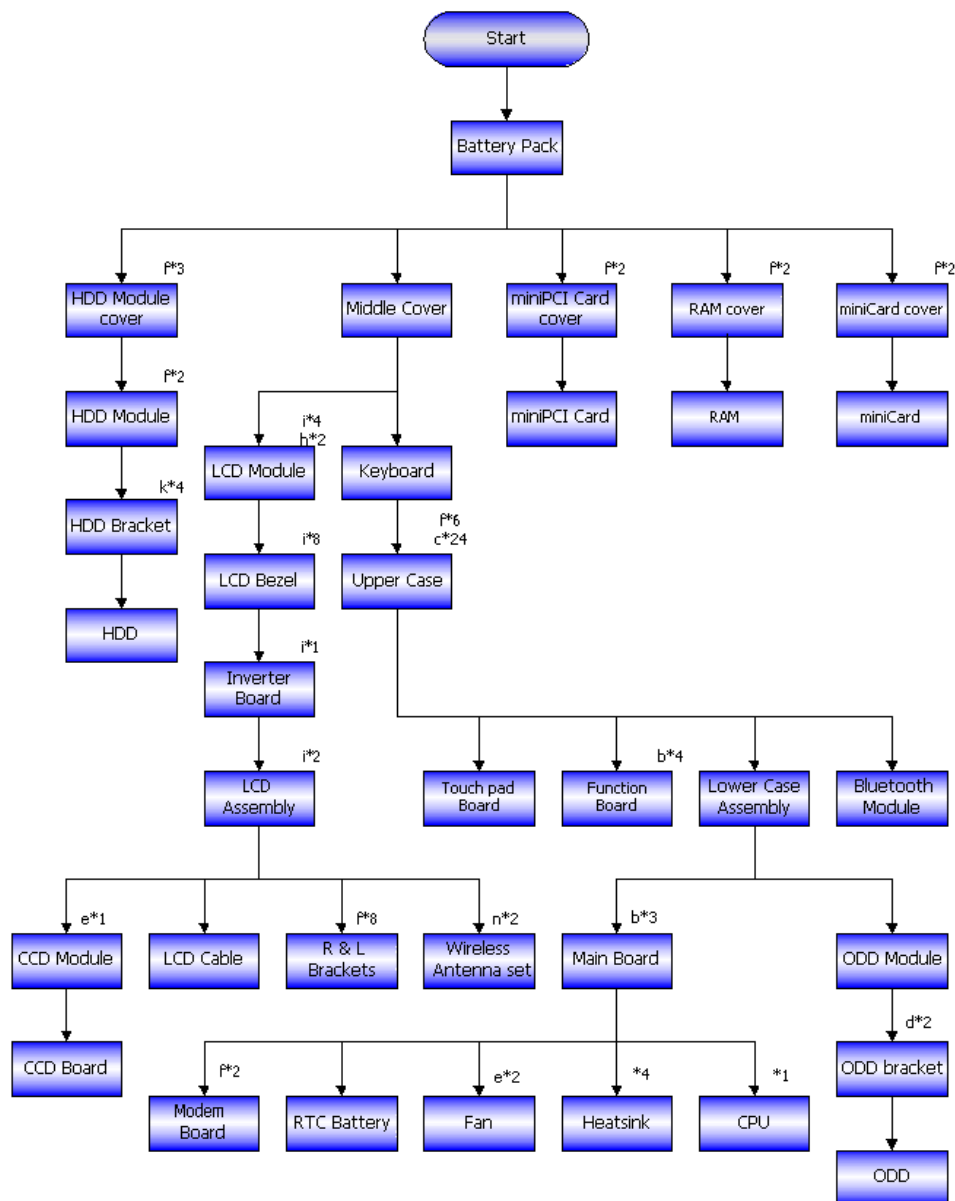 Start
Battery Pack
f*3
f*2
f*2
f*2
HDD Module
cover
Middle Cover
miniPCI Card
cover
RAM cover
miniCard cover
f*2
HDD Module
miniPCI Card
RAM
miniCard
i*4
h*2
LCD Module
Keyboard
k*4
HDD Bracket
f*6
c*24
i*8
LCD Bezel
Upper Case
HDD
i*1
Inverter
Board
i*2
b*4
LCD
Assembly
Touch pad
Board
Function
Board
Lower Case
Assembly
Bluetooth
Module
e*1
f*8
n*2
b*3
CCD Module
LCD Cable
R & L
Brackets
Wireless
Antenna set
Main Board
ODD Module
d*2
CCD Board
ODD bracket
f*2
e*2
*4
*1
Modem
Board
RTC Battery
Fan
Heatsink
CPU
ODD